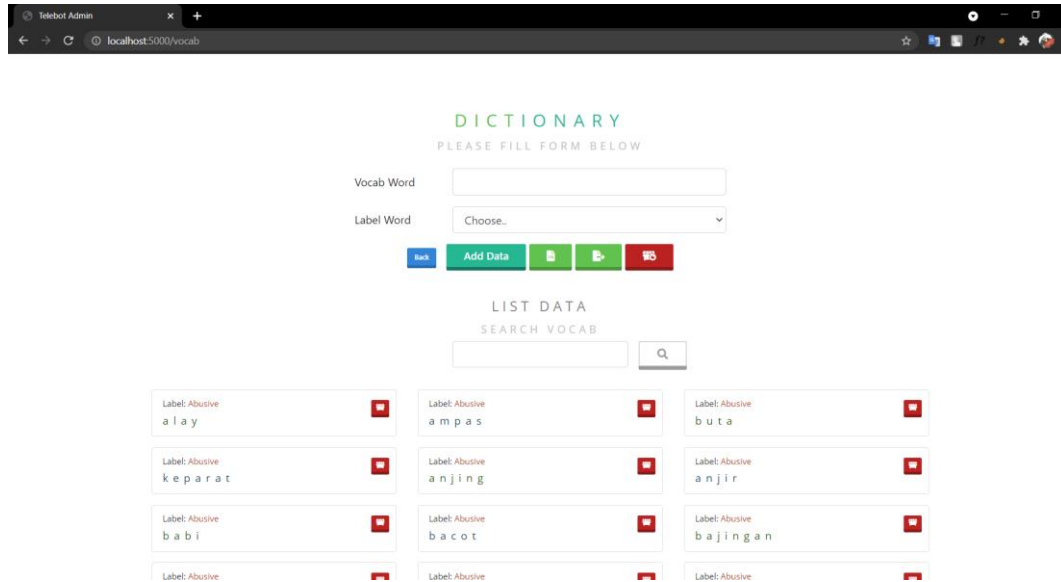 Telebot Admin
localhost:5000/vocab
DICTIONARY
PLEASE FILL FORM BELOW
Vocab Word
Label Word
Choose..
Back
Add Data
LIST DATA
SEARCH VOCAB
Label: Abusive
alay
Label: Abusive
ampas
Label: Abusive
buta
Label: Abusive
keparat
Label: Abusive
anjing
Label: Abusive
anjir
Label: Abusive
babi
Label: Abusive
bacot
Label: Abusive
bajingan
Label: Abusive
Label: Abusive
Label: Abusive